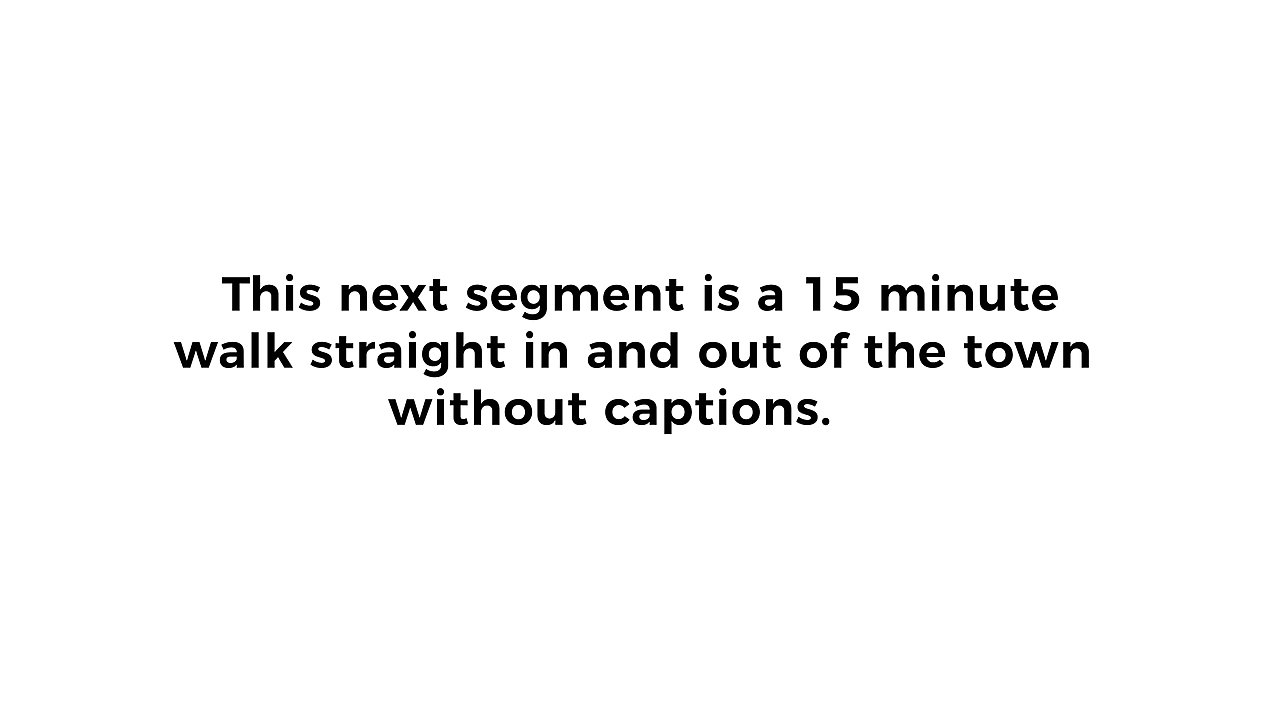 This next segment is a 15 minute
walk straight in and out of the town
without captions.